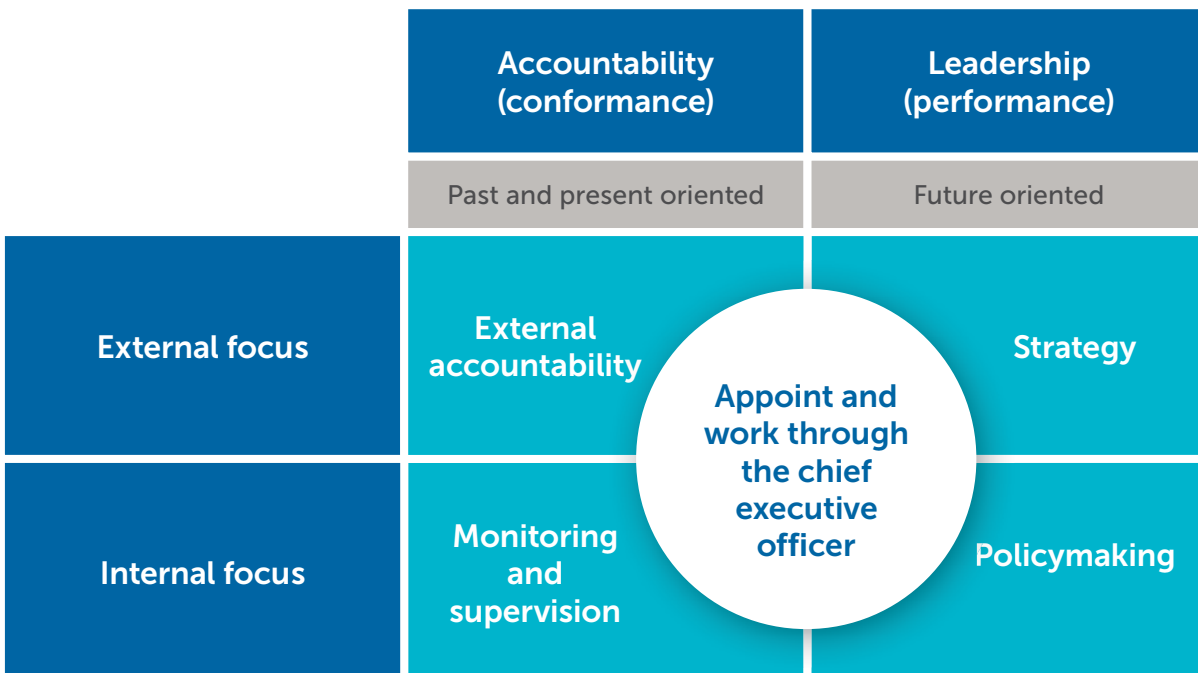 Accountability
(conformance)
Leadership
(performance)
Past and present oriented
Future oriented
External focus
External
accountability
Strategy
Appoint and
work through
the chief
executive
officer
Internal focus
Monitoring
and
supervision
Policymaking